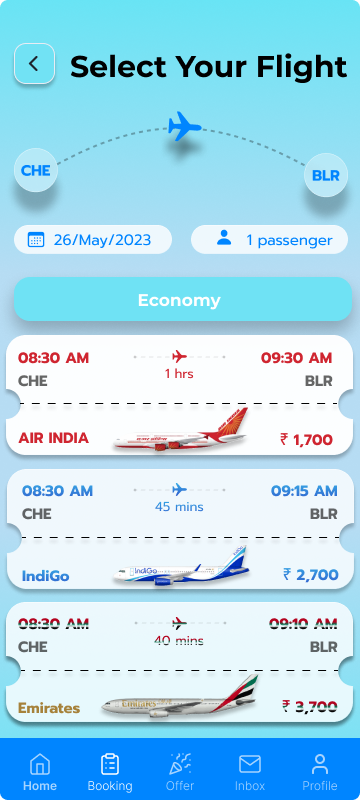 Select Your Flight
CHE
BLR
26/May/2023
1 passenger
Economy
08:30 AM
09:30 AM
1 hrs
CHE
BLR
AIR INDIA
₹ 1,700
08:30 AM
09:15 AM
45 mins
CHE
BLR
IndiGo
IndiGo
₹ 2,700
08:30 AM
09:10 AM
40 mins
CHE
BLR
Emirates
Emirates
₹ 3,700
Home
Booking
Offer
Inbox
Profile